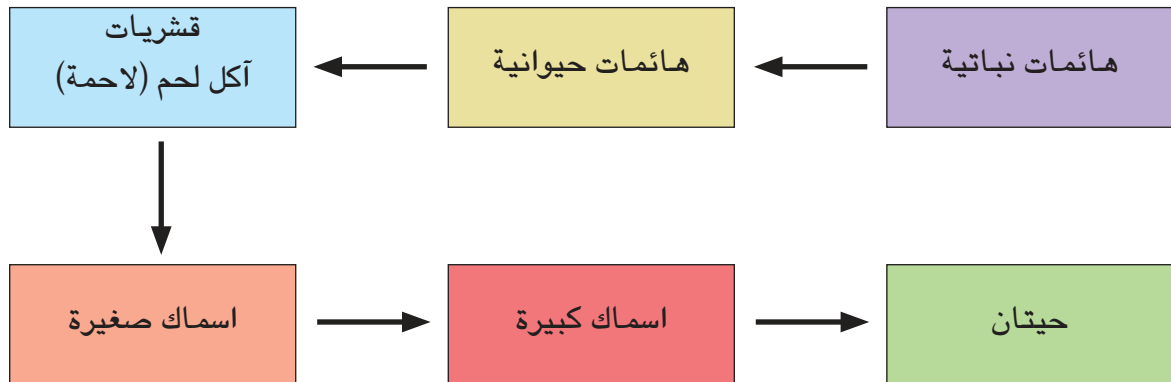 هائمات نباتية
هائمات حيوانية
قشريات
آكل لحم (لاحمة)
اسماك صغيرة
اسماك كبيرة
حيتان